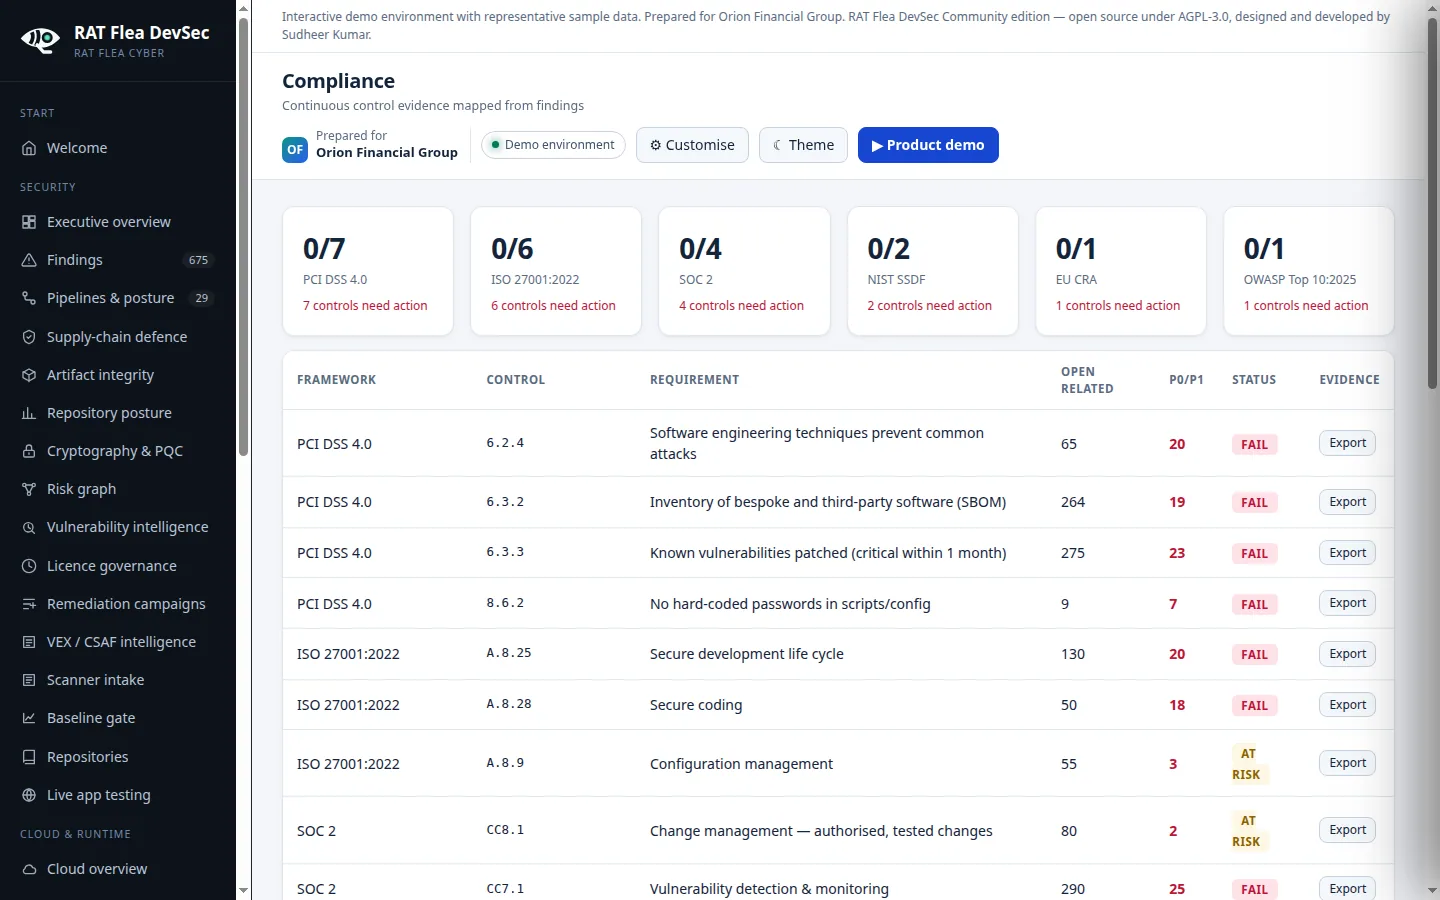 RAT Flea DevSec
RAT FLEA CYBER
START
Welcome
SECURITY
Executive overview
Findings 675
Pipelines & posture 29
Supply-chain defence
Artifact integrity
Repository posture
Cryptography & PQC
Risk graph
Vulnerability intelligence
Licence governance
Remediation campaigns
VEX / CSAF intelligence
Scanner intake
Baseline gate
Repositories
Live app testing
CLOUD & RUNTIME
Cloud overview
Interactive demo environment with representative sample data. Prepared for Orion Financial Group. RAT Flea DevSec Community edition — open source under AGPL-3.0, designed and developed by
Sudheer Kumar.
Compliance
Continuous control evidence mapped from findings
OF
Prepared for
Orion Financial Group
Demo environment
⚙ Customise
☾ Theme
▶ Product demo
0/7
PCI DSS 4.0
7 controls need action
0/6
ISO 27001:2022
6 controls need action
0/4
SOC 2
4 controls need action
0/2
NIST SSDF
2 controls need action
0/1
EU CRA
1 controls need action
0/1
OWASP Top 10:2025
1 controls need action
FRAMEWORK CONTROL REQUIREMENT OPEN RELATED P0/P1 STATUS EVIDENCE
PCI DSS 4.0 6.2.4 Software engineering techniques prevent common attacks 65 20 FAIL Export
PCI DSS 4.0 6.3.2 Inventory of bespoke and third-party software (SBOM) 264 19 FAIL Export
PCI DSS 4.0 6.3.3 Known vulnerabilities patched (critical within 1 month) 275 23 FAIL Export
PCI DSS 4.0 8.6.2 No hard-coded passwords in scripts/config 9 7 FAIL Export
ISO 27001:2022 A.8.25 Secure development life cycle 130 20 FAIL Export
ISO 27001:2022 A.8.28 Secure coding 50 18 FAIL Export
ISO 27001:2022 A.8.9 Configuration management 55 3 AT RISK Export
SOC 2 CC8.1 Change management — authorised, tested changes 80 2 AT RISK Export
SOC 2 CC7.1 Vulnerability detection & monitoring 290 25 FAIL Export